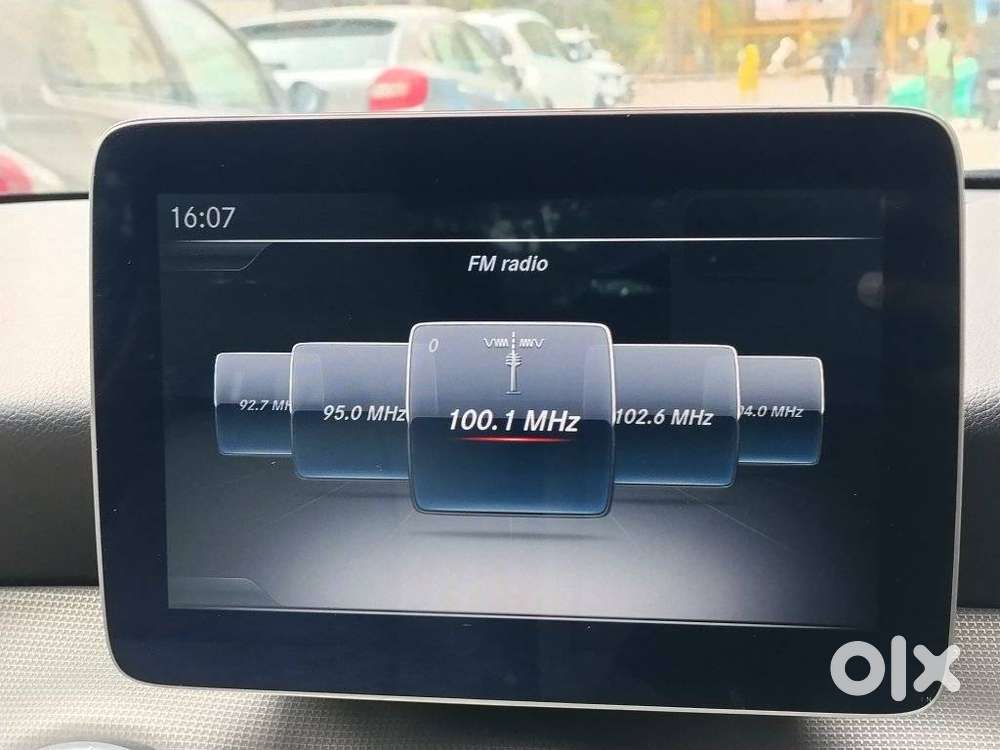 16:07
FM radio
0
92.7 MH
95.0 MHz
100.1 MHz
102.6 MHz
04.0 MHz
olx